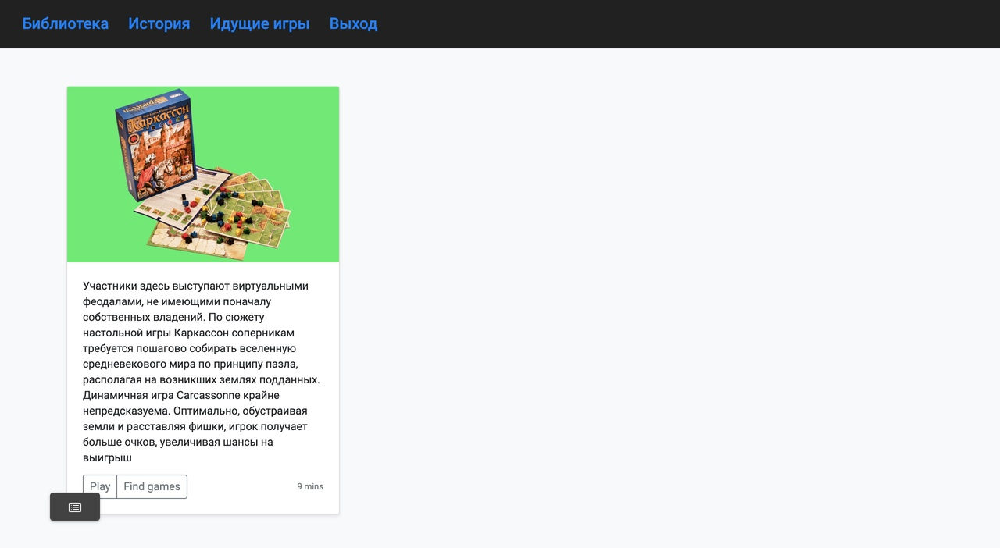 Библиотека История Идущие игры Выход
Каркассон
Участники здесь выступают виртуальными
феодалами, не имеющими поначалу
собственных владений. По сюжету
настольной игры Каркассон соперникам
требуется пошагово собирать вселенную
средневекового мира по принципу пазла,
располагая на возникших землях подданных.
Динамичная игра Carcassonne крайне
непредсказуема. Оптимально, обустраивая
земли и расставляя фишки, игрок получает
больше очков, увеличивая шансы на
выигрыш
Play Find games 9 mins